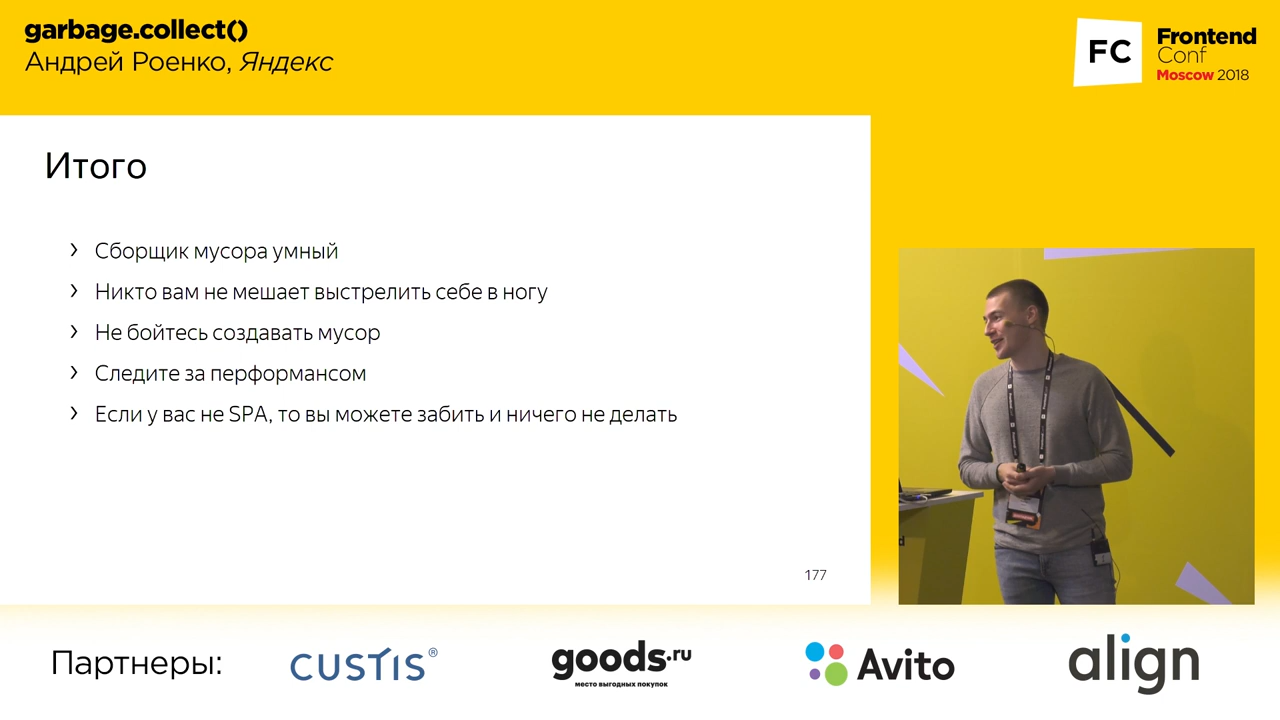 garbage.collect()
Андрей Роенко, Яндекс
FC
Frontend
Conf
Moscow 2018
Итого
› Сборщик мусора умный
› Никто вам не мешает выстрелить себе в ногу
› Не бойтесь создавать мусор
› Следите за перформансом
› Если у вас не SPA, то вы можете забить и ничего не делать
177
Партнеры:
CUSTIS®
goods.ru
место выгодных покупок
Avito
align